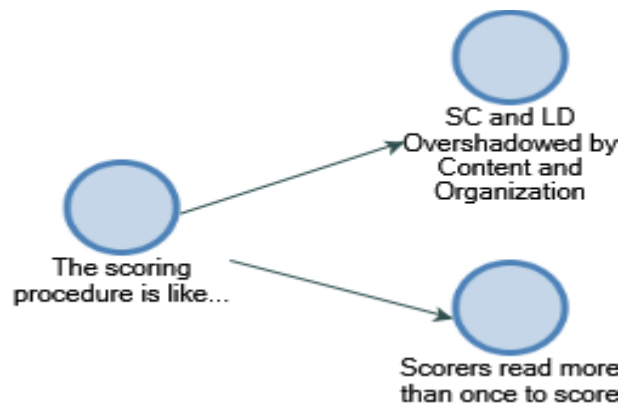 SC and LD
Overshadowed by
Content and
Organization
The scoring
procedure is like...
Scorers read more
than once to score